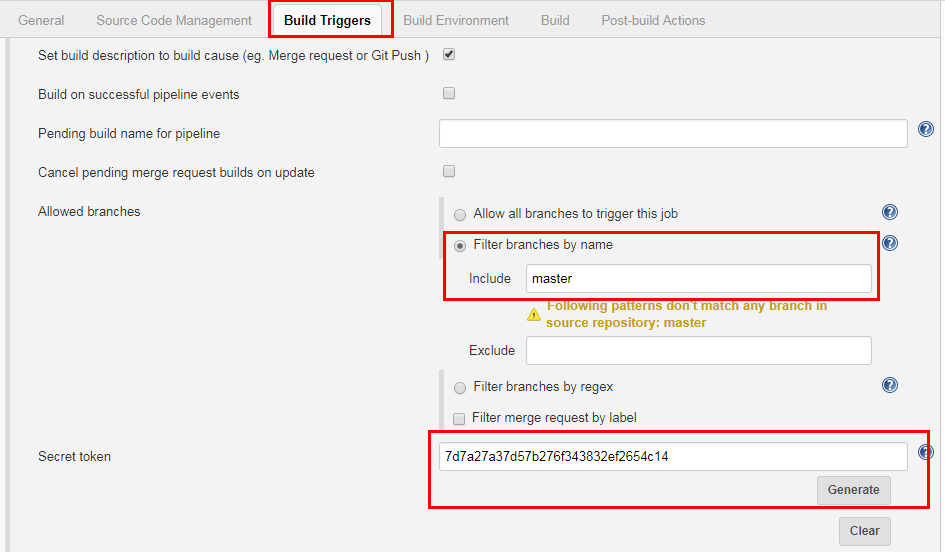 General Source Code Management Build Triggers Build Environment Build Post-build Actions
Set build description to build cause (eg. Merge request or Git Push )
Build on successful pipeline events
Pending build name for pipeline
Cancel pending merge request builds on update
Allowed branches
Allow all branches to trigger this job
Filter branches by name
Include master
Following patterns don't match any branch in
source repository: master
Exclude
Filter branches by regex
Filter merge request by label
Secret token 7d7a27a37d57b276f343832ef2654c14
Generate
Clear